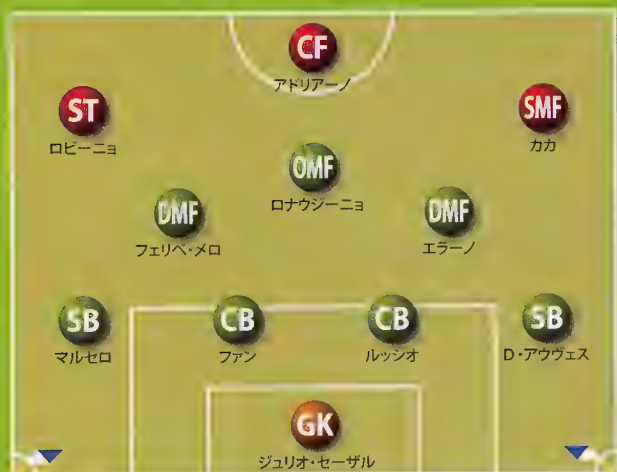 CF
アドリアーノ
ST
ロビーニョ
SMF
カカ
OMF
ロナウジーニョ
DMF
フェリペ・メロ
DMF
エラーノ
SB
マルセロ
CB
ファン
CB
ルッシオ
SB
D・アウヴェス
GK
ジュリオ・セーザル